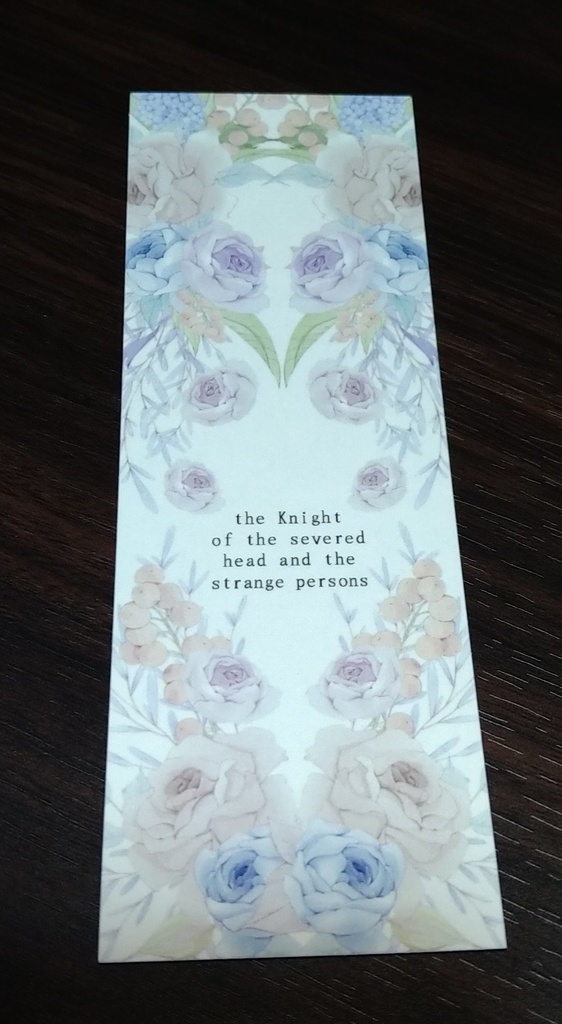 the Knight
of the severed
head and the
strange persons